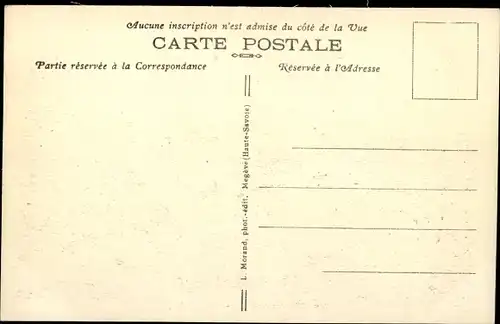 Aucune inscription n'est admise du côté de la Vue
CARTE POSTALE
Partie réservée à la Correspondance
Réservée à l'Adresse
L. Morand, phot.-édit. Megève (Haute-Savoie)